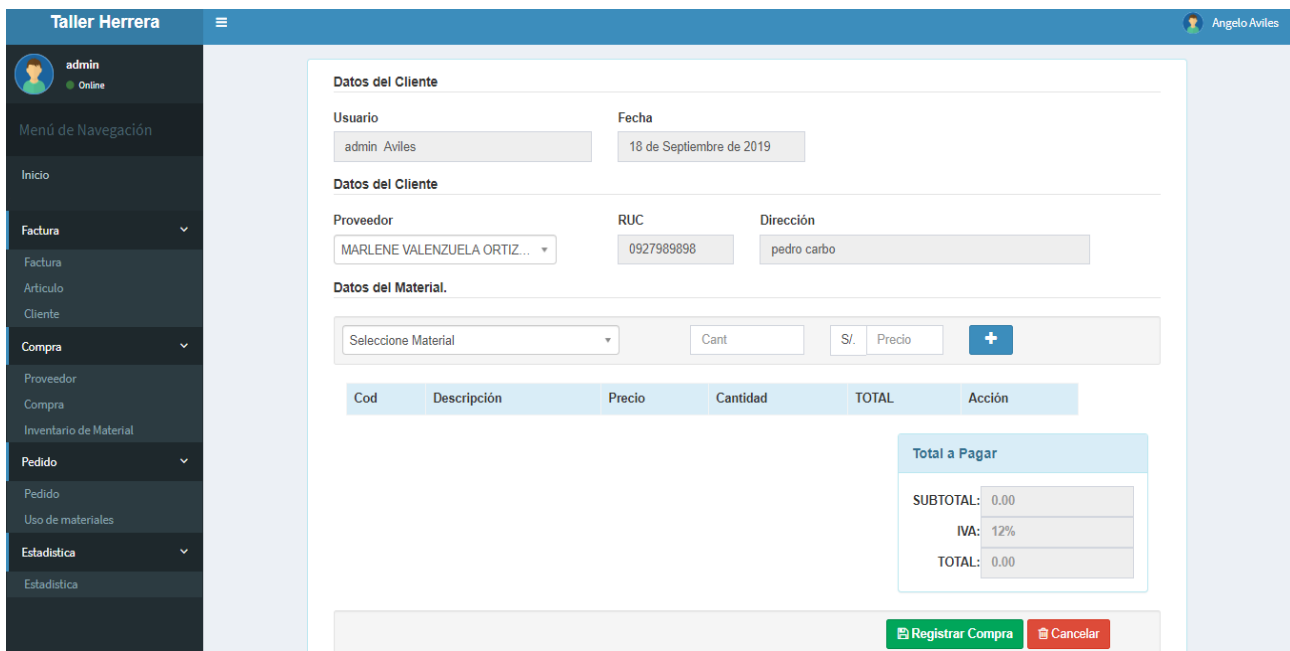 Taller Herrera
Angelo Aviles
admin
Online
Menú de Navegación
Inicio
Factura
Factura
Articulo
Cliente
Compra
Proveedor
Compra
Inventario de Material
Pedido
Pedido
Uso de materiales
Estadistica
Estadistica
Datos del Cliente
Usuario Fecha
admin Aviles 18 de Septiembre de 2019
Datos del Cliente
Proveedor RUC Dirección
MARLENE VALENZUELA ORTIZ... 0927989898 pedro carbo
Datos del Material.
Seleccione Material Cant S/. Precio
Cod Descripción Precio Cantidad TOTAL Acción
Total a Pagar
SUBTOTAL: 0.00
IVA: 12%
TOTAL: 0.00
Registrar Compra Cancelar